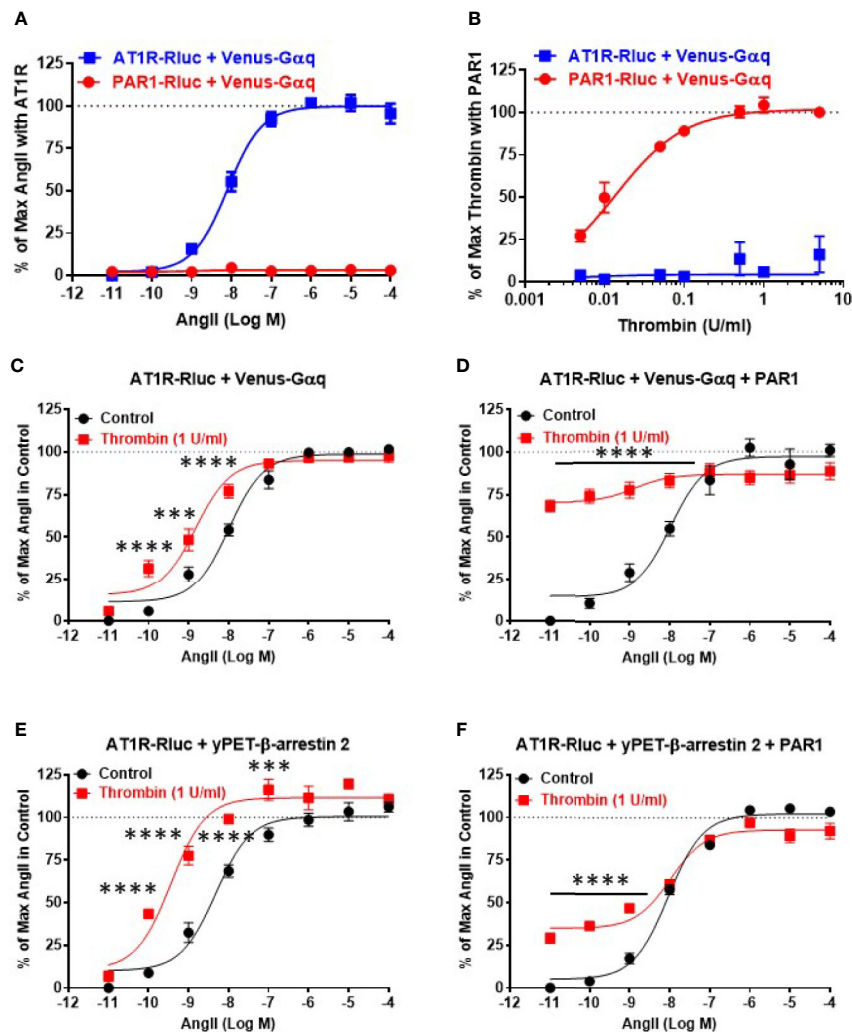 A
AT1R-Rluc + Venus-Gαq
PAR1-Rluc + Venus-Gαq
% of Max AngII with AT1R
125
100
75
50
25
0
-12 -11 -10 -9 -8 -7 -6 -5 -4
AngII (Log M)
B
AT1R-Rluc + Venus-Gαq
PAR1-Rluc + Venus-Gαq
% of Max Thrombin with PAR1
125
100
75
50
25
0
0.001 0.01 0.1 1 10
Thrombin (U/ml)
C
AT1R-Rluc + Venus-Gαq
Control
Thrombin (1 U/ml)
% of Max AngII in Control
125
100
75
50
25
0
****
***
****
-12 -11 -10 -9 -8 -7 -6 -5 -4
AngII (Log M)
D
AT1R-Rluc + Venus-Gαq + PAR1
Control
Thrombin (1 U/ml)
% of Max AngII in Control
125
100
75
50
25
0
****
-12 -11 -10 -9 -8 -7 -6 -5 -4
AngII (Log M)
E
AT1R-Rluc + yPET-β-arrestin 2
Control
Thrombin (1 U/ml)
% of Max AngII in Control
125
100
75
50
25
0
***
**** ****
****
-12 -11 -10 -9 -8 -7 -6 -5 -4
AngII (Log M)
F
AT1R-Rluc + yPET-β-arrestin 2 + PAR1
Control
Thrombin (1 U/ml)
% of Max AngII in Control
125
100
75
50
25
0
****
-12 -11 -10 -9 -8 -7 -6 -5 -4
AngII (Log M)